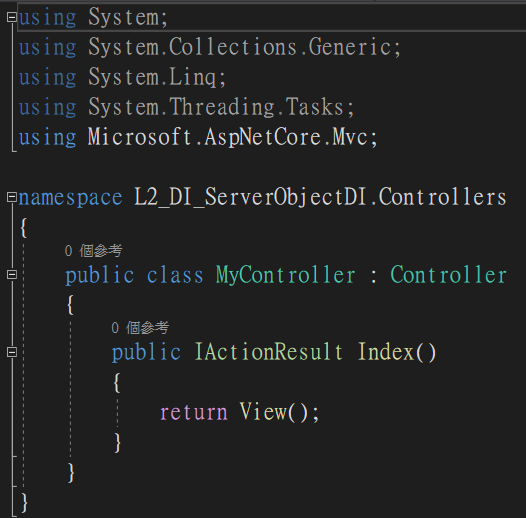 using System;
using System.Collections.Generic;
using System.Linq;
using System.Threading.Tasks;
using Microsoft.AspNetCore.Mvc;
namespace L2_DI_ServerObjectDI.Controllers
{
0 個參考
public class MyController : Controller
{
0 個參考
public IActionResult Index()
{
return View();
}
}
}